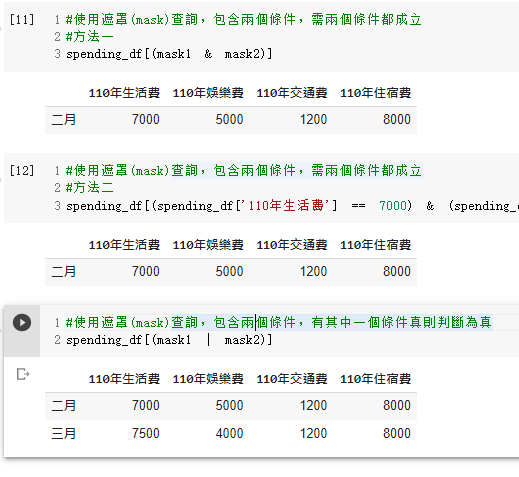 [11] 1 #使用遮罩(mask)查詢，包含兩個條件，需兩個條件都成立
2 #方法一
3 spending_df[(mask1 & mask2)]
110年生活費 110年娛樂費 110年交通費 110年住宿費
二月 7000 5000 1200 8000
[12] 1 #使用遮罩(mask)查詢，包含兩個條件，需兩個條件都成立
2 #方法二
3 spending_df[(spending_df['110年生活費'] == 7000) & (spending_
110年生活費 110年娛樂費 110年交通費 110年住宿費
二月 7000 5000 1200 8000
1 #使用遮罩(mask)查詢，包含兩個條件，有其中一個條件真則判斷為真
2 spending_df[(mask1 | mask2)]
110年生活費 110年娛樂費 110年交通費 110年住宿費
二月 7000 5000 1200 8000
三月 7500 4000 1200 8000